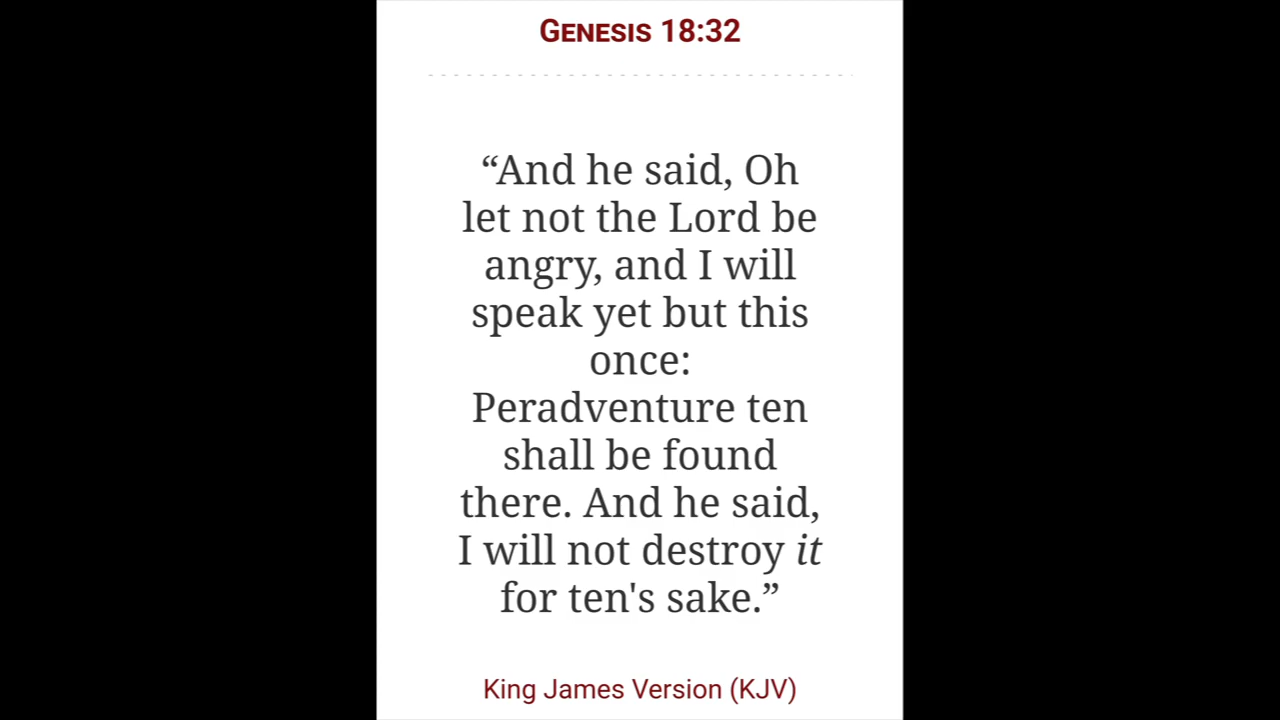 Genesis 18:32
“And he said, Oh
let not the Lord be
angry, and I will
speak yet but this
once:
Peradventure ten
shall be found
there. And he said,
I will not destroy it
for ten's sake.”
King James Version (KJV)